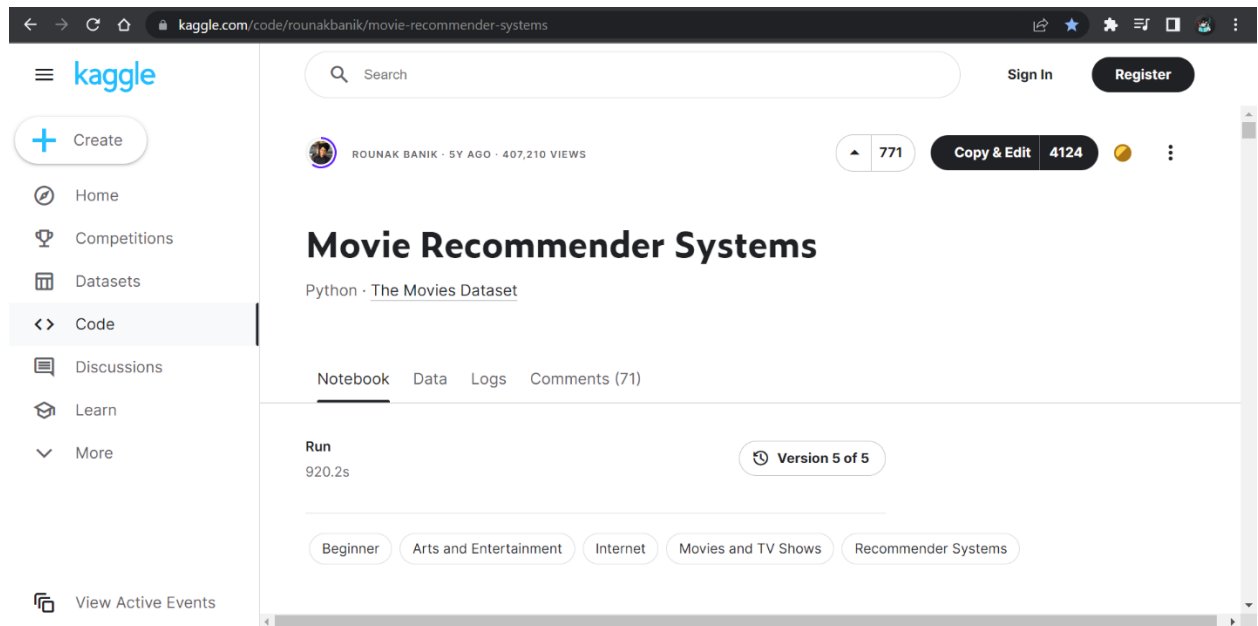 kaggle.com/code/rounakbanik/movie-recommender-systems
kaggle
Search
Sign In
Register
Create
Home
Competitions
Datasets
Code
Discussions
Learn
More
View Active Events
ROUNAK BANIK · 5Y AGO · 407,210 VIEWS
771
Copy & Edit 4124
Movie Recommender Systems
Python · The Movies Dataset
Notebook Data Logs Comments (71)
Run
920.2s
Version 5 of 5
Beginner Arts and Entertainment Internet Movies and TV Shows Recommender Systems